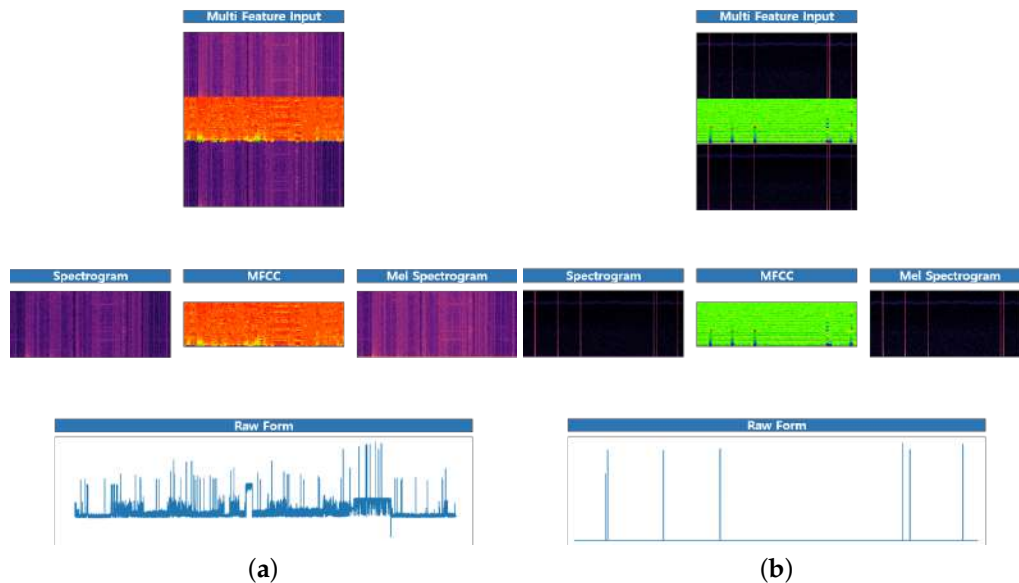 Multi Feature Input
Multi Feature Input
Spectrogram
MFCC
Mel Spectrogram
Spectrogram
MFCC
Mel Spectrogram
Raw Form
Raw Form
(a)
(b)